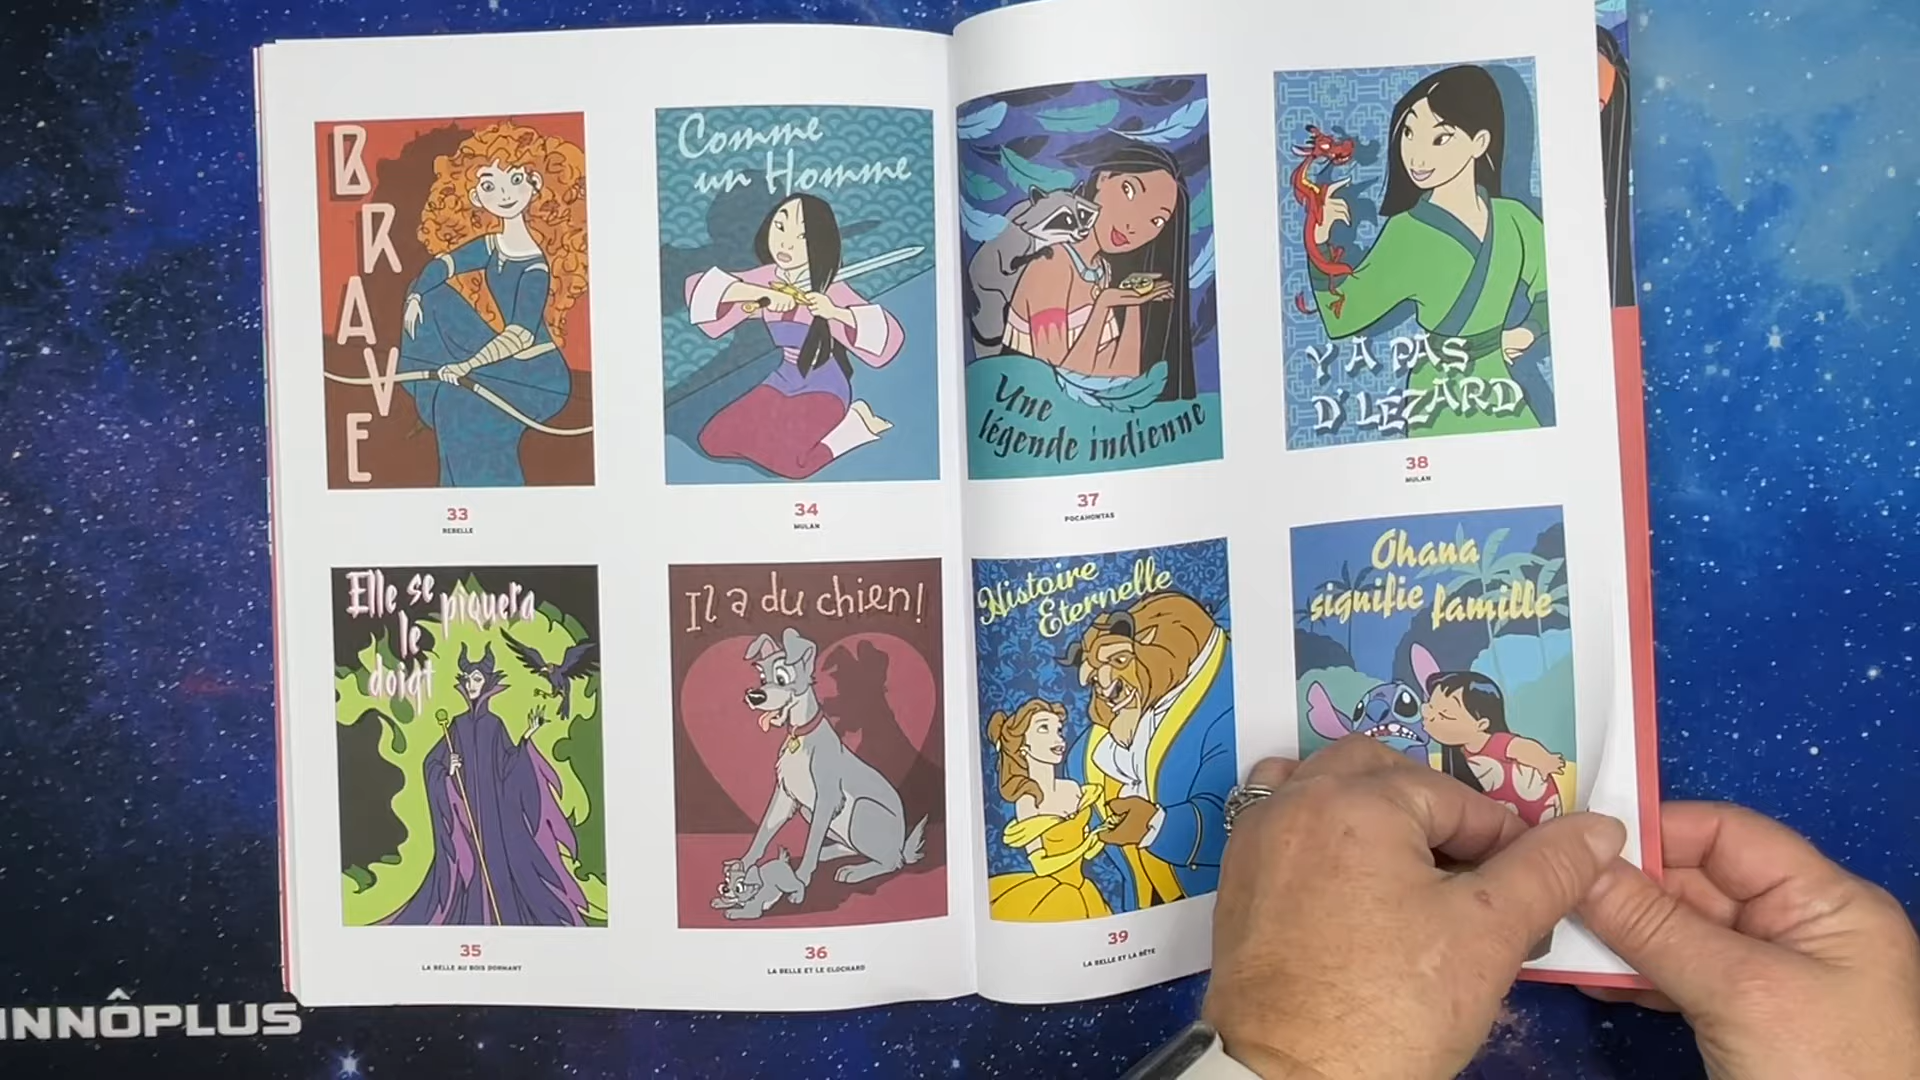 BRAVE
33
REBELLE
Comme
un Homme
34
MULAN
Elle se
piquera
le
doigt
35
LA BELLE AU BOIS DORMANT
Il a du chien!
36
LA BELLE ET LE CLOCHARD
Une
légende indienne
37
POCAHONTAS
Y A PAS
D'LÉZARD
38
MULAN
Histoire
Éternelle
39
LA BELLE ET LA BÊTE
Ohana
signifie famille
INNÔPLUS